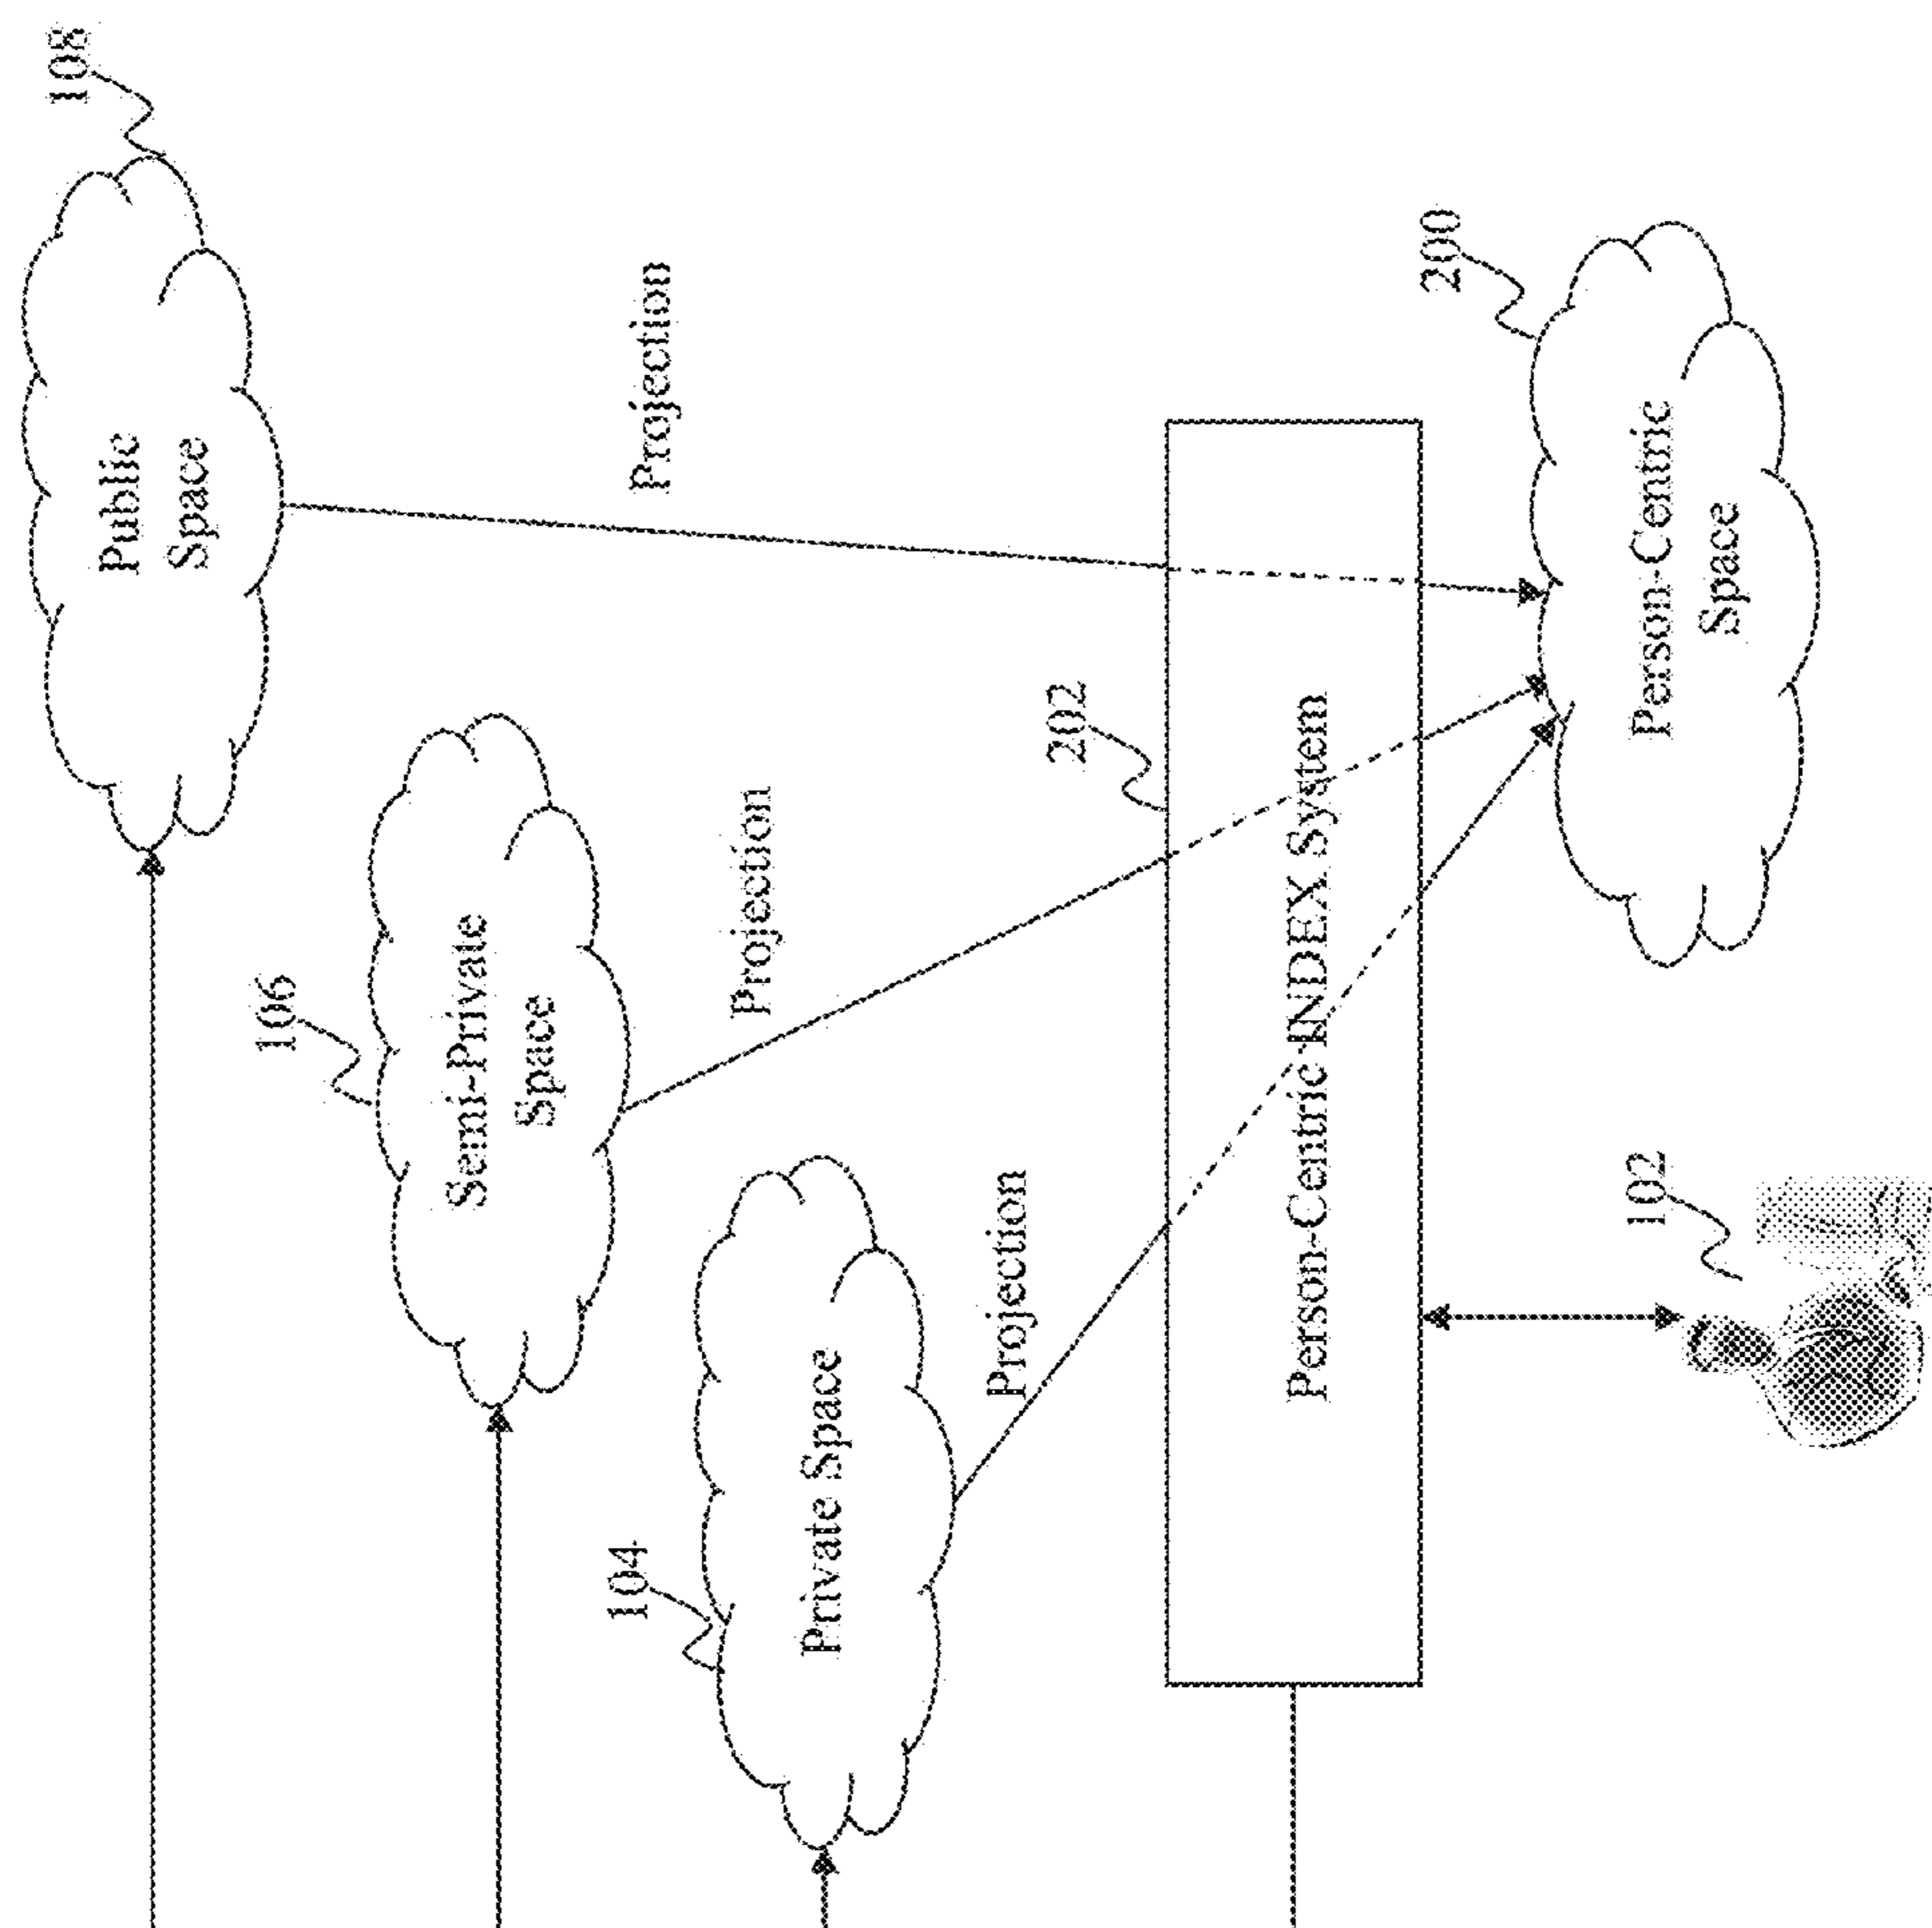 108
Public
Space
Projection
106
Semi-Private
Space
Projection
104
Private Space
Projection
202
Person-Centric INDEX System
200
Person-Centric
Space
102